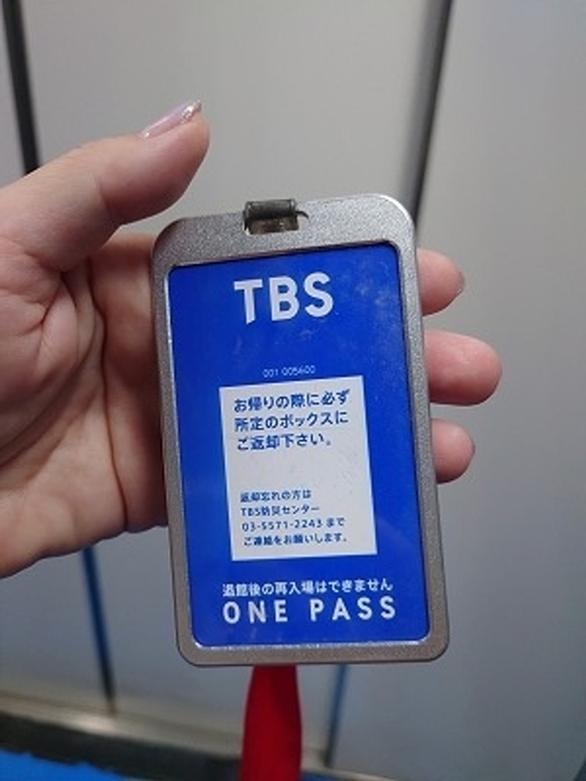 TBS
001 005600
お帰りの際に必ず
所定のボックスに
ご返却下さい。
返却忘れの方は
TBS防災センター
03-5571-2243 まで
ご連絡をお願いします。
退館後の再入場はできません
ONE PASS